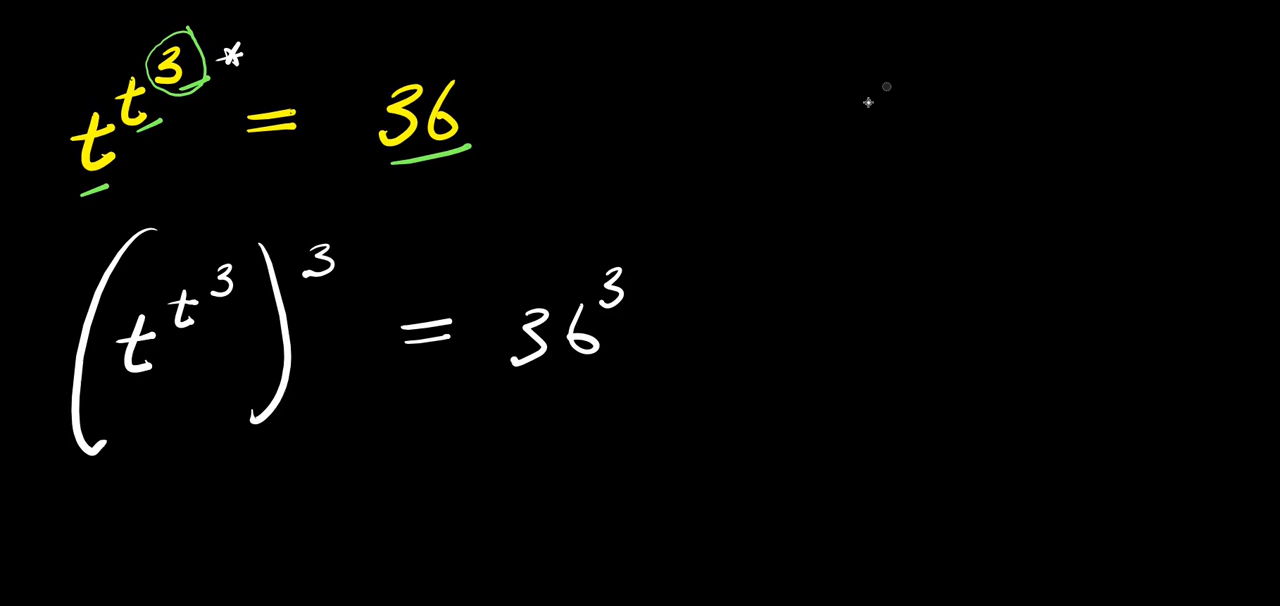 t^{t^{3}} * = 36
(t^{t^{3}})^{3} = 36^{3}